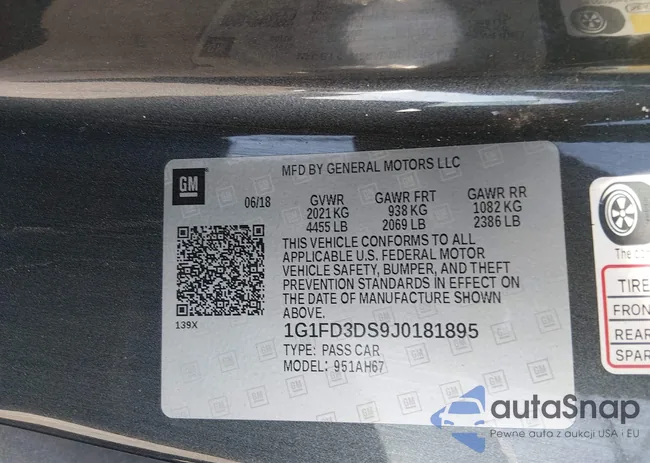 MFD BY GENERAL MOTORS LLC
GM
06/18 GVWR GAWR FRT GAWR RR
2021 KG 938 KG 1082 KG
4455 LB 2069 LB 2386 LB
THIS VEHICLE CONFORMS TO ALL
APPLICABLE U.S. FEDERAL MOTOR
VEHICLE SAFETY, BUMPER, AND THEFT
PREVENTION STANDARDS IN EFFECT ON
THE DATE OF MANUFACTURE SHOWN
ABOVE.
139X
1G1FD3DS9J0181895
TYPE: PASS CAR
MODEL: 951AH67
The co
TIRE
FRON
REAR
SPAR
autaSnap
Pewne auta z aukcji USA i EU